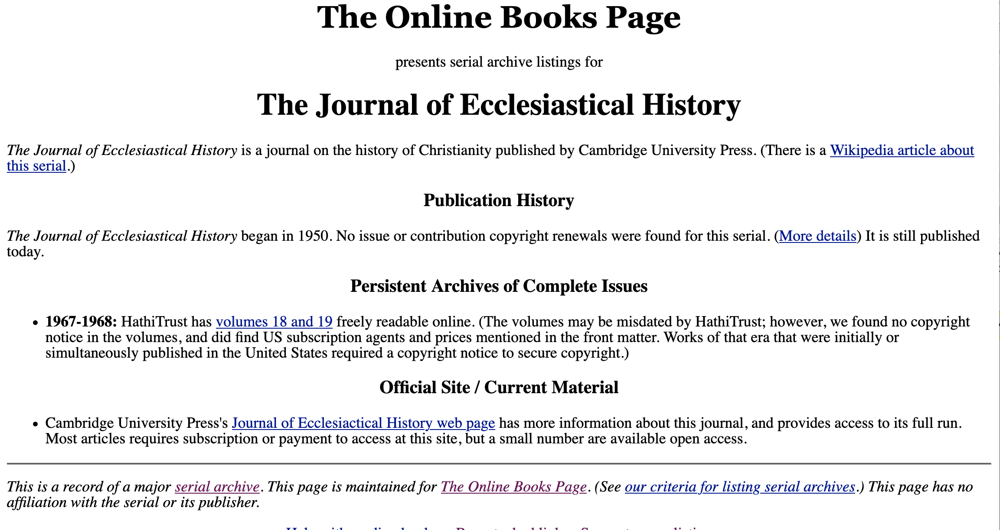 The Online Books Page
presents serial archive listings for
The Journal of Ecclesiastical History
The Journal of Ecclesiastical History is a journal on the history of Christianity published by Cambridge University Press. (There is a Wikipedia article about
this serial.)
Publication History
The Journal of Ecclesiastical History began in 1950. No issue or contribution copyright renewals were found for this serial. (More details) It is still published
today.
Persistent Archives of Complete Issues
• 1967-1968: HathiTrust has volumes 18 and 19 freely readable online. (The volumes may be misdated by HathiTrust; however, we found no copyright
notice in the volumes, and did find US subscription agents and prices mentioned in the front matter. Works of that era that were initially or
simultaneously published in the United States required a copyright notice to secure copyright.)
Official Site / Current Material
• Cambridge University Press's Journal of Ecclesiactical History web page has more information about this journal, and provides access to its full run.
Most articles requires subscription or payment to access at this site, but a small number are available open access.
This is a record of a major serial archive. This page is maintained for The Online Books Page. (See our criteria for listing serial archives.) This page has no
affiliation with the serial or its publisher.